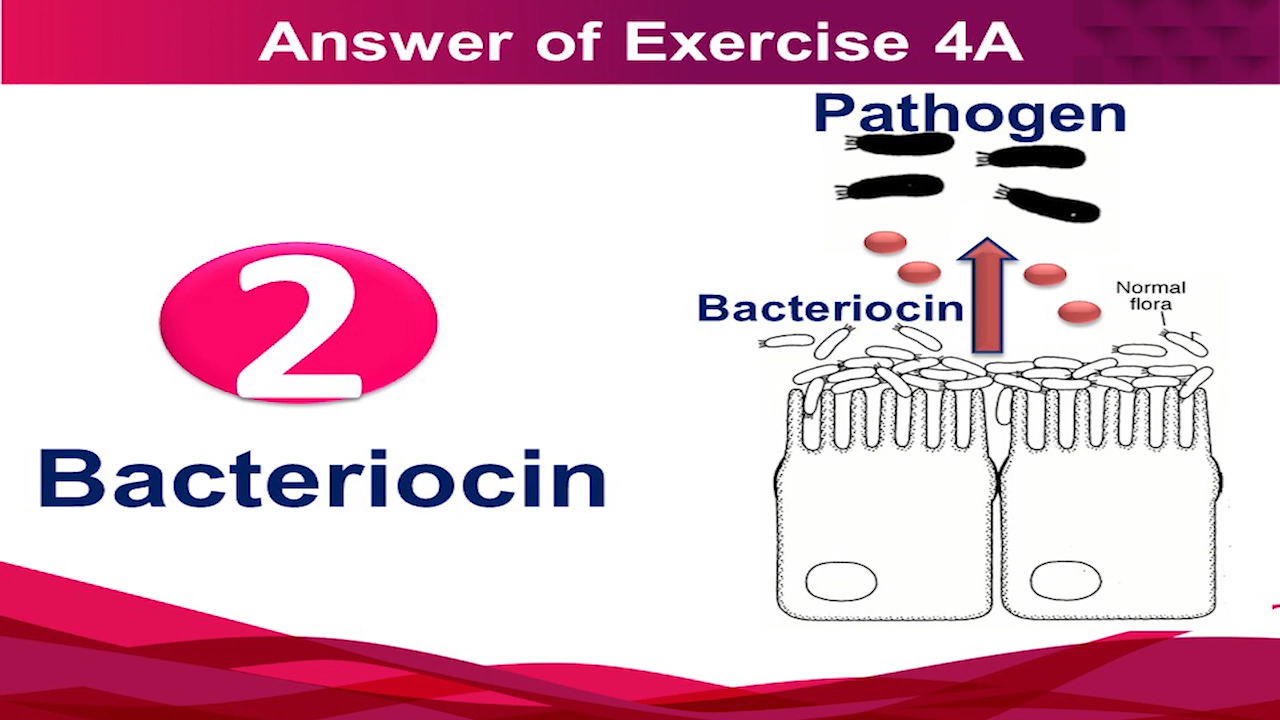 Answer of Exercise 4A
Pathogen
Bacteriocin
Normal
flora
2
Bacteriocin